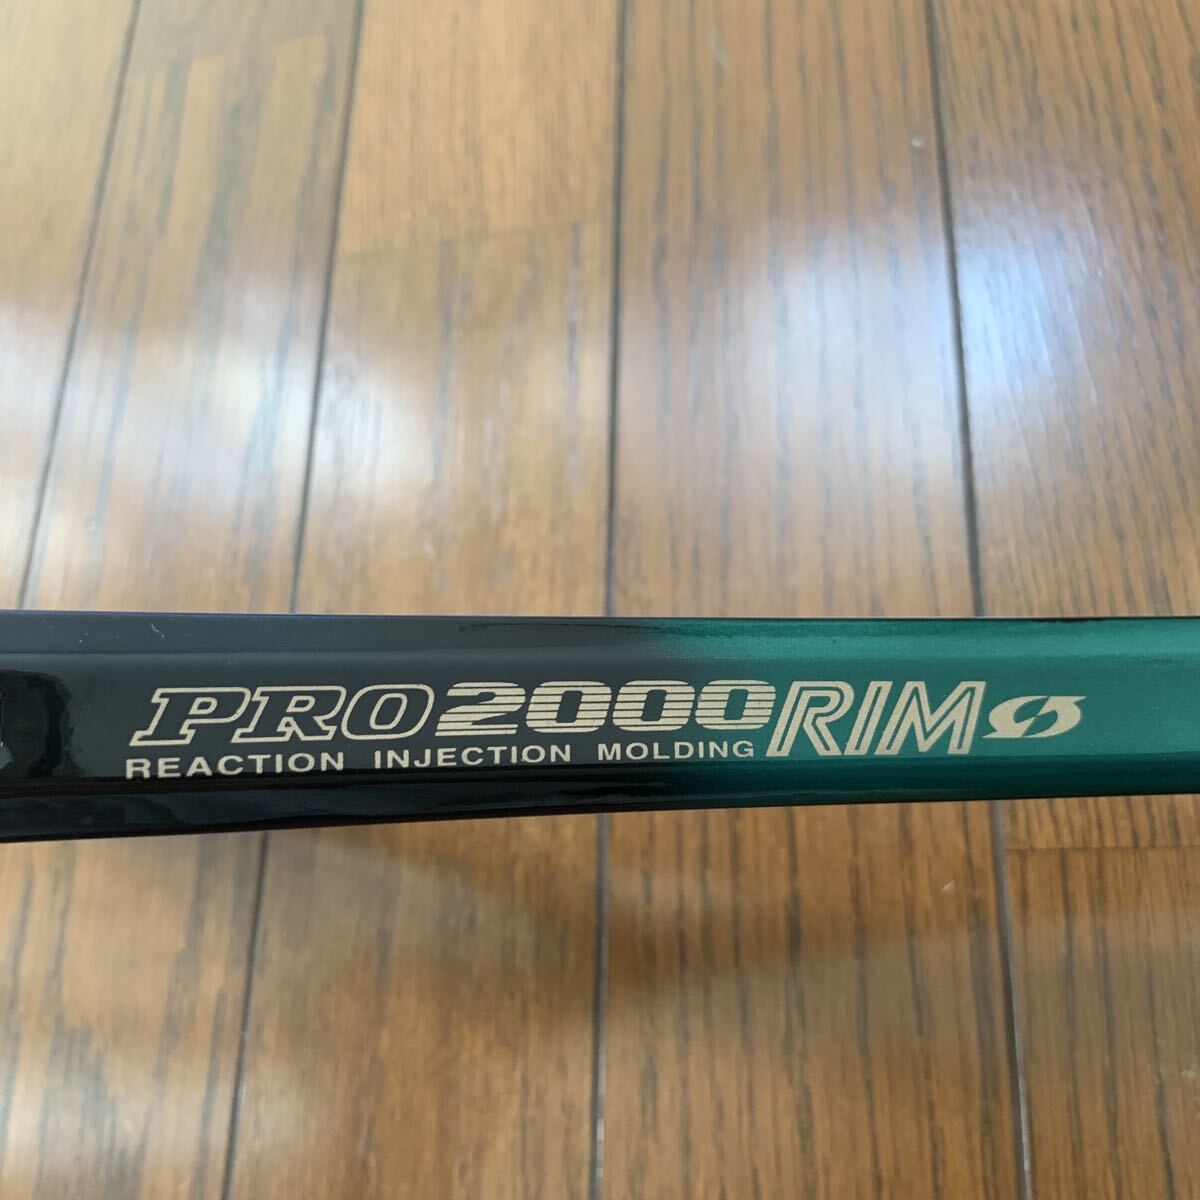 PRO2000RIM
REACTION INJECTION MOLDING